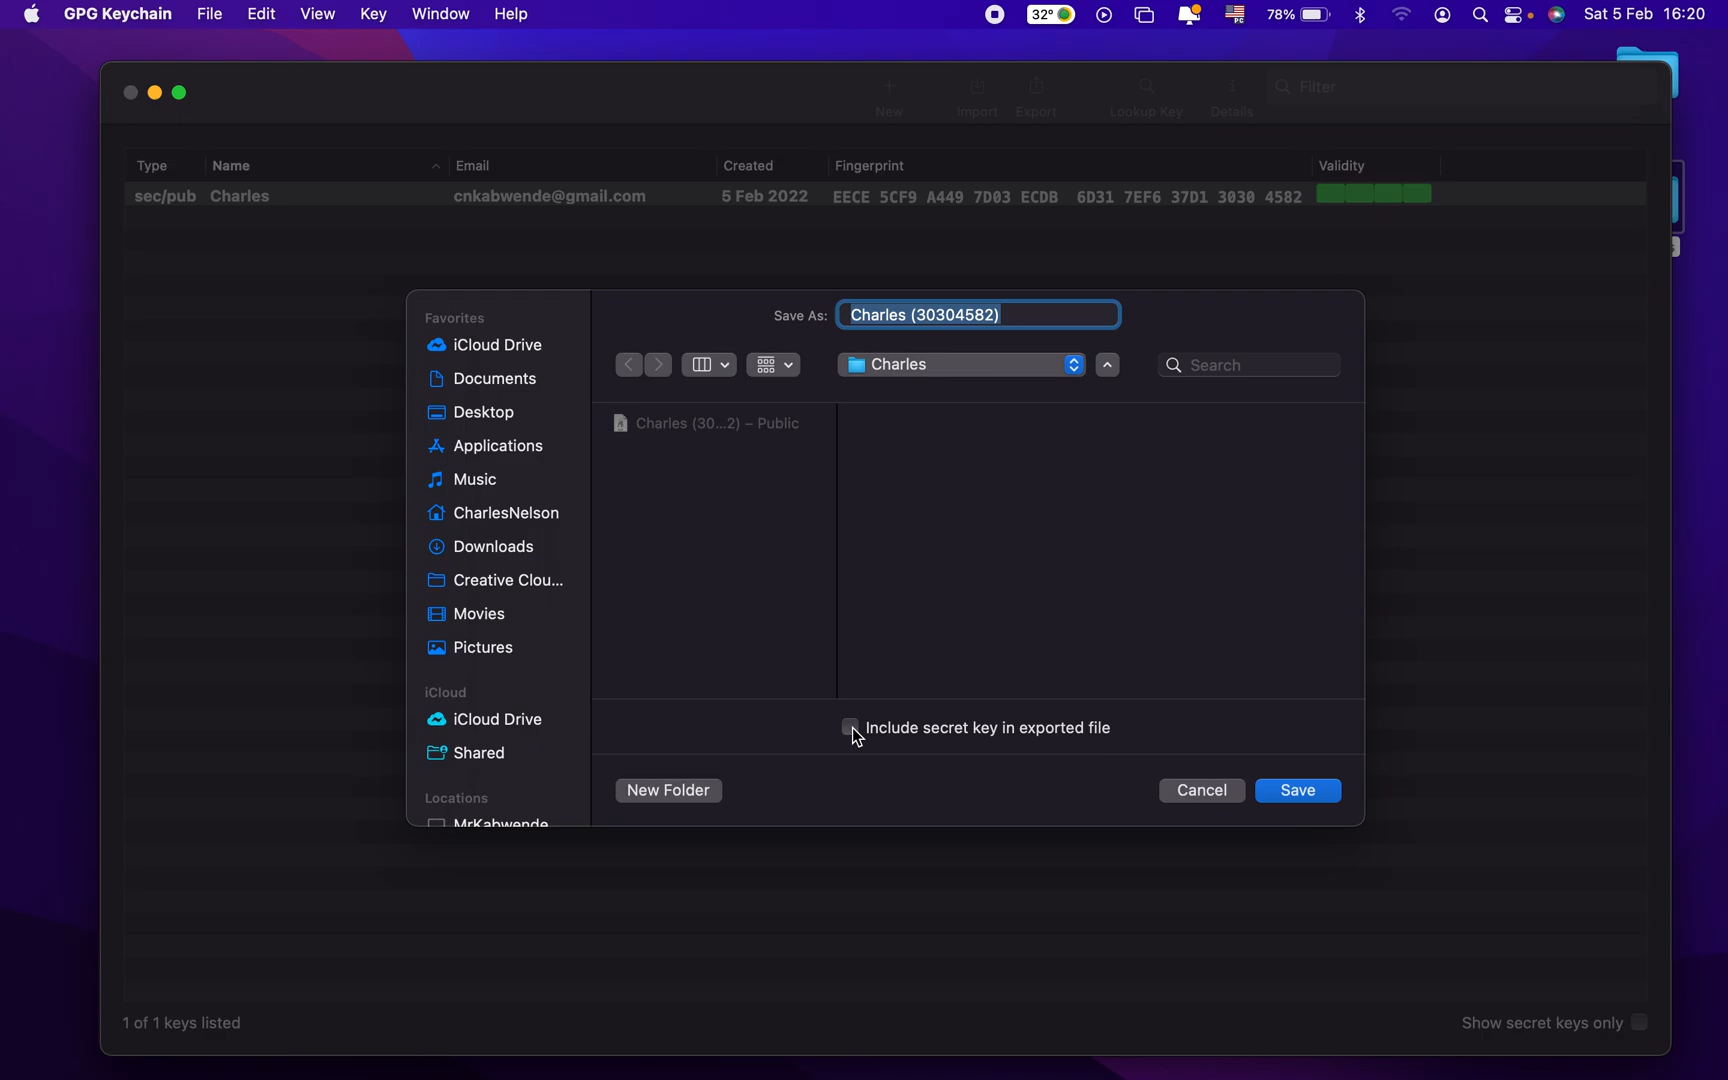 GPG Keychain File Edit View Key Window Help 32° 78% Sat 5 Feb 16:20
New Import Export Lookup Key Details Filter
Type Name Email Created Fingerprint Validity
sec/pub Charles cnkabwende@gmail.com 5 Feb 2022 EECE 5CF9 A449 7D03 ECDB 6D31 7EF6 37D1 3030 4582
Save As: Charles (30304582)
Charles Search
Charles (30...2) – Public
Favorites
iCloud Drive
Documents
Desktop
Applications
Music
CharlesNelson
Downloads
Creative Clou...
Movies
Pictures
iCloud
iCloud Drive
Shared
Locations
MrKabwende
Include secret key in exported file
New Folder Cancel Save
1 of 1 keys listed Show secret keys only